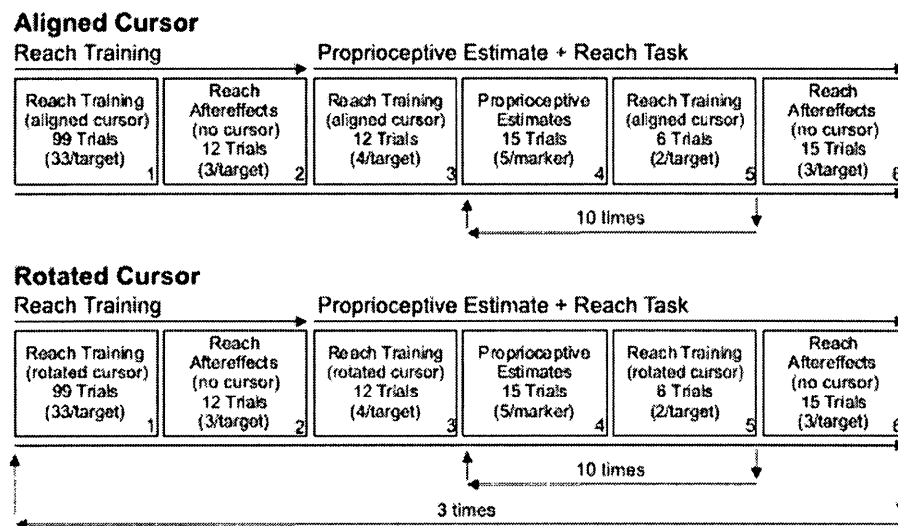 Aligned Cursor
Reach Training
Proprioceptive Estimate + Reach Task
Reach Training
(aligned cursor)
99 Trials
(33/target)
1
Reach
Aftereffects
(no cursor)
12 Trials
(3/target)
2
Reach Training
(aligned cursor)
12 Trials
(4/target)
3
Proprioceptive
Estimates
15 Trials
(5/marker)
4
Reach Training
(aligned cursor)
6 Trials
(2/target)
5
Reach
Aftereffects
(no cursor)
15 Trials
(3/target)
6
10 times
Rotated Cursor
Reach Training
Proprioceptive Estimate + Reach Task
Reach Training
(rotated cursor)
99 Trials
(33/target)
1
Reach
Aftereffects
(no cursor)
12 Trials
(3/target)
2
Reach Training
(rotated cursor)
12 Trials
(4/target)
3
Proprioceptive
Estimates
15 Trials
(5/marker)
4
Reach Training
(rotated cursor)
6 Trials
(2/target)
5
Reach
Aftereffects
(no cursor)
15 Trials
(3/target)
6
10 times
3 times